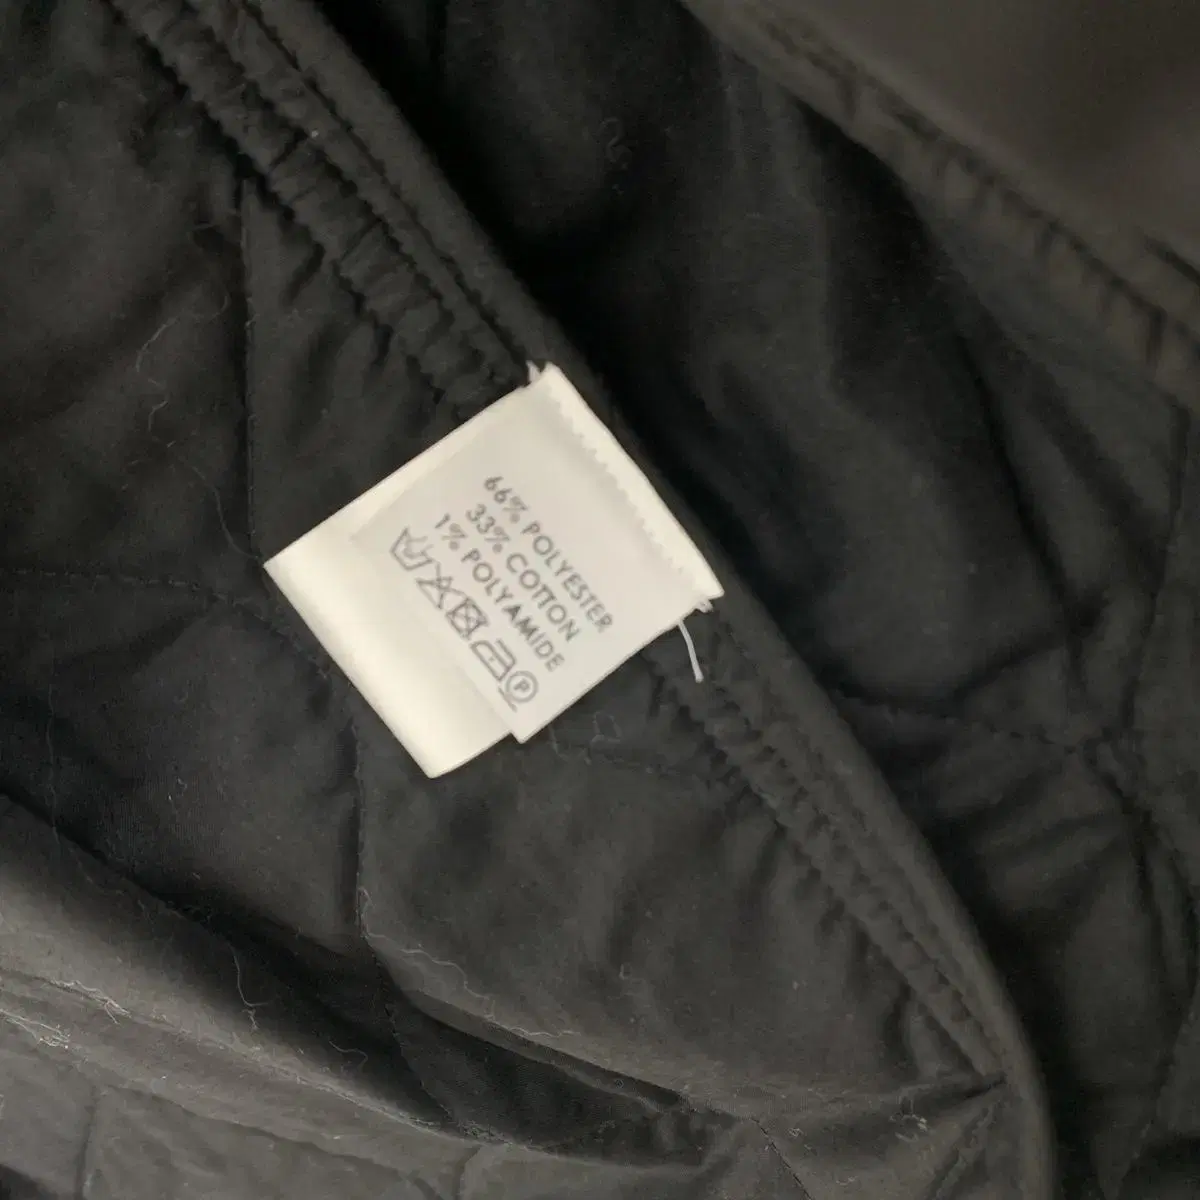 66% POLYESTER
33% COTTON
1% POLYAMIDE
P